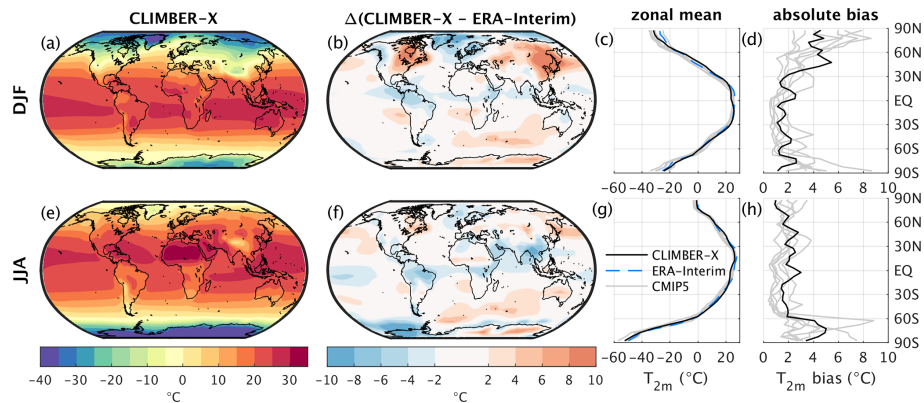 CLIMBER-X
Δ(CLIMBER-X - ERA-Interim)
zonal mean
absolute bias
DJF
(a)
(b)
(c)
(d)
90N
60N
30N
EQ
30S
60S
90S
−60 −40 −20 0 20
0 2 4 6 8 10
JJA
(e)
(f)
(g)
(h)
CLIMBER-X
ERA-Interim
CMIP5
90N
60N
30N
EQ
30S
60S
90S
−40 −30 −20 −10 0 10 20 30
°C
−10 −8 −6 −4 −2 2 4 6 8 10
°C
−60 −40 −20 0 20
T2m (°C)
0 2 4 6 8 10
T2m bias (°C)